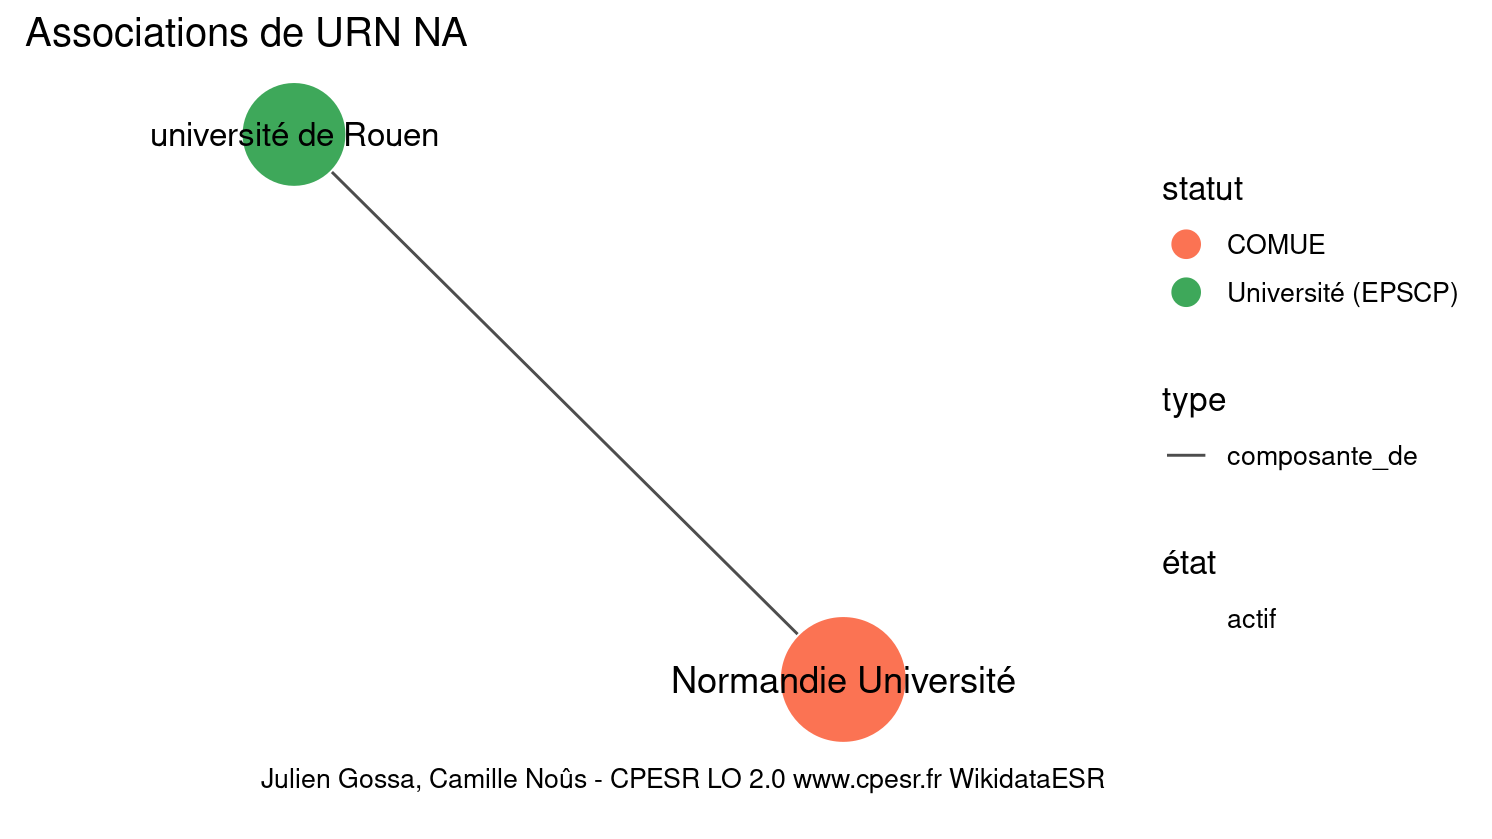 Associations de URN NA
université de Rouen
statut
COMUE
Université (EPSCP)
type
composante_de
état
actif
Normandie Université
Julien Gossa, Camille Noûs - CPESR LO 2.0 www.cpesr.fr WikidataESR